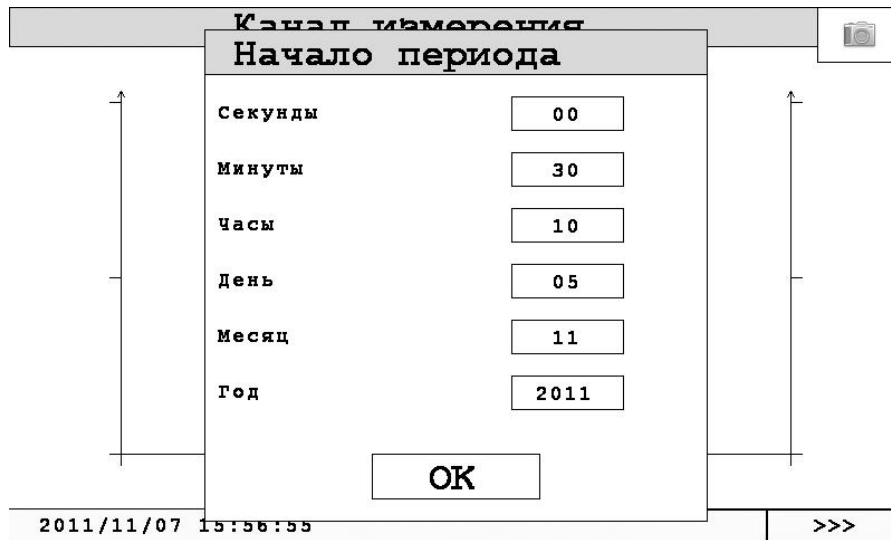 Канал измерения
Начало периода
Секунды 00
Минуты 30
Часы 10
День 05
Месяц 11
Год 2011
OK
2011/11/07 15:56:55 >>>